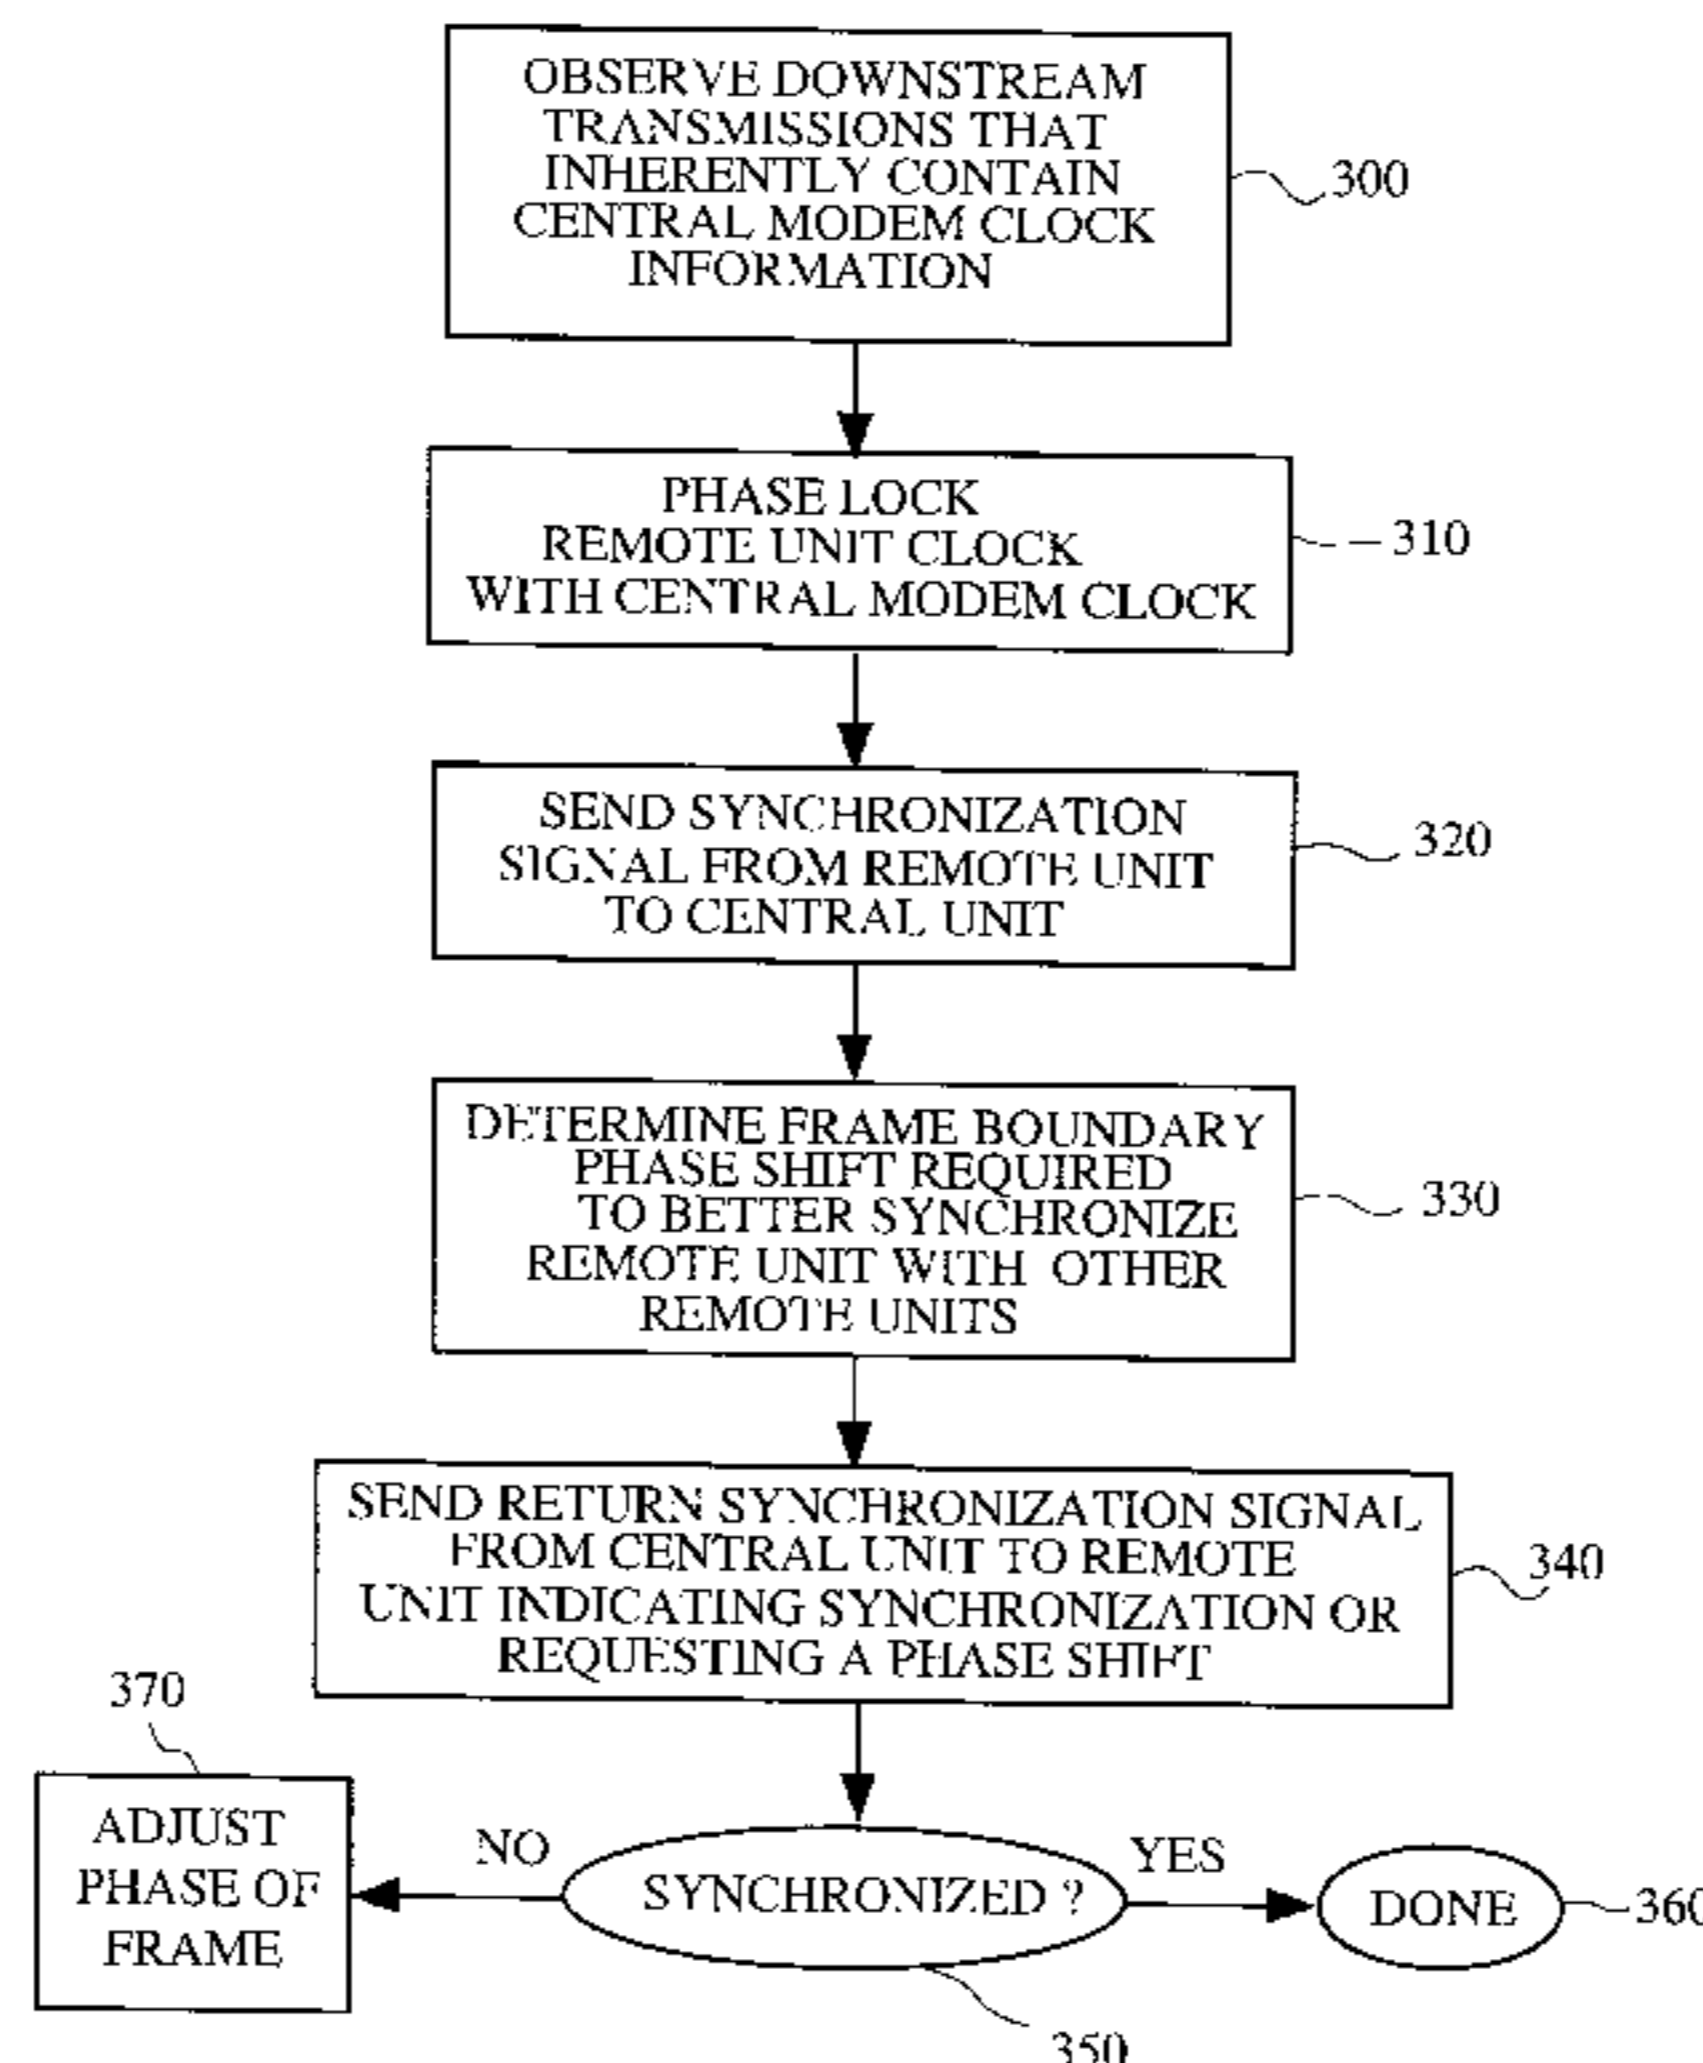 OBSERVE DOWNSTREAM
TRANSMISSIONS THAT
INHERENTLY CONTAIN
CENTRAL MODEM CLOCK
INFORMATION
300
PHASE LOCK
REMOTE UNIT CLOCK
WITH CENTRAL MODEM CLOCK
310
SEND SYNCHRONIZATION
SIGNAL FROM REMOTE UNIT
TO CENTRAL UNIT
320
DETERMINE FRAME BOUNDARY
PHASE SHIFT REQUIRED
TO BETTER SYNCHRONIZE
REMOTE UNIT WITH OTHER
REMOTE UNITS
330
SEND RETURN SYNCHRONIZATION SIGNAL
FROM CENTRAL UNIT TO REMOTE
UNIT INDICATING SYNCHRONIZATION OR
REQUESTING A PHASE SHIFT
340
370
ADJUST
PHASE OF
FRAME
NO
SYNCHRONIZED ?
YES
DONE
360
350